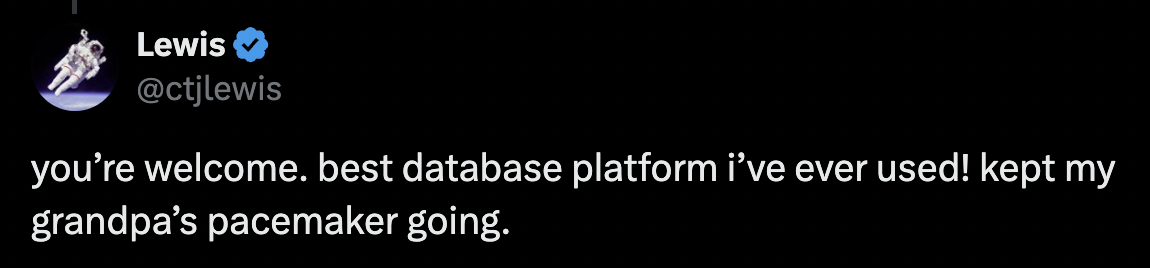 Lewis
@ctjlewis
you’re welcome. best database platform i’ve ever used! kept my
grandpa’s pacemaker going.